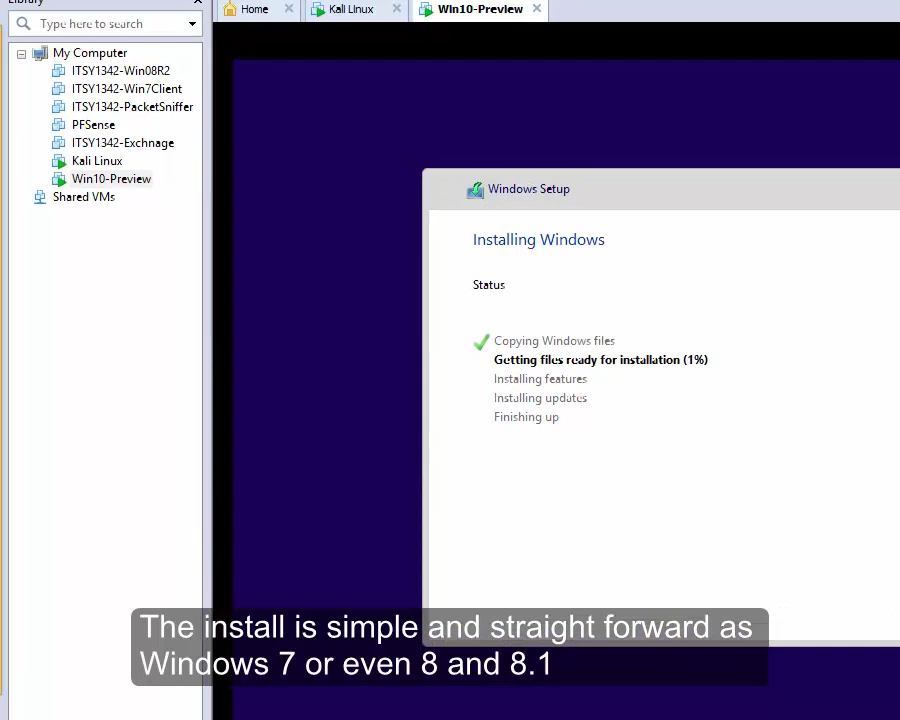 Library
Home
Kali Linux
Win10-Preview
Type here to search
My Computer
ITSY1342-Win08R2
ITSY1342-Win7Client
ITSY1342-PacketSniffer
PFSense
ITSY1342-Exchnage
Kali Linux
Win10-Preview
Shared VMs
Windows Setup
Installing Windows
Status
Copying Windows files
Getting files ready for installation (1%)
Installing features
Installing updates
Finishing up
The install is simple and straight forward as
Windows 7 or even 8 and 8.1